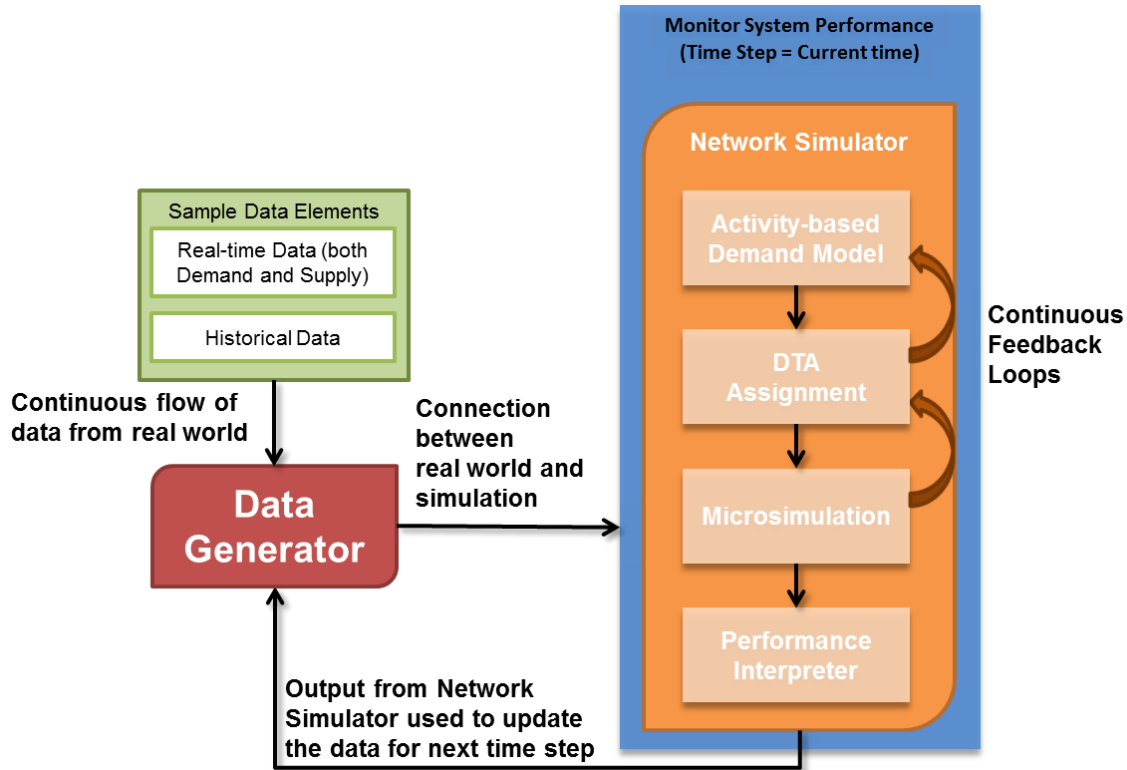 Monitor System Performance
(Time Step = Current time)
Network Simulator
Sample Data Elements
Real-time Data (both
Demand and Supply)
Historical Data
Activity-based
Demand Model
Continuous
Feedback
Loops
DTA
Assignment
Continuous flow of
data from real world
Connection
between
real world and
simulation
Data
Generator
Microsimulation
Performance
Interpreter
Output from Network
Simulator used to update
the data for next time step